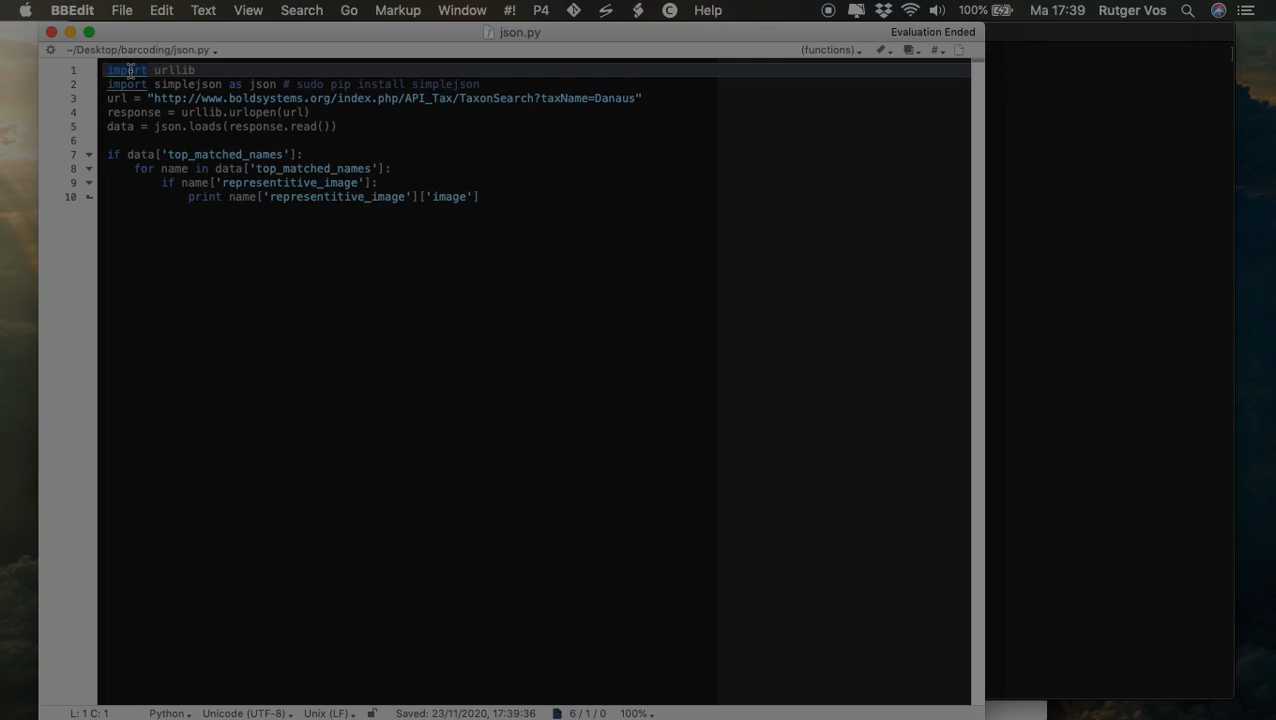 BBEdit File Edit Text View Search Go Markup Window #! P4 Help 100% Ma 17:39 Rutger Vos
json.py Evaluation Ended
~/Desktop/barcoding/json.py (functions) #
1 import urllib
2 import simplejson as json # sudo pip install simplejson
3 url = "http://www.boldsystems.org/index.php/API_Tax/TaxonSearch?taxName=Danaus"
4 response = urllib.urlopen(url)
5 data = json.loads(response.read())
6
7 if data['top_matched_names']:
8 for name in data['top_matched_names']:
9 if name['representitive_image']:
10 print name['representitive_image']['image']
L: 1 C: 1 Python Unicode (UTF-8) Unix (LF) Saved: 23/11/2020, 17:39:36 6 / 1 / 0 100%